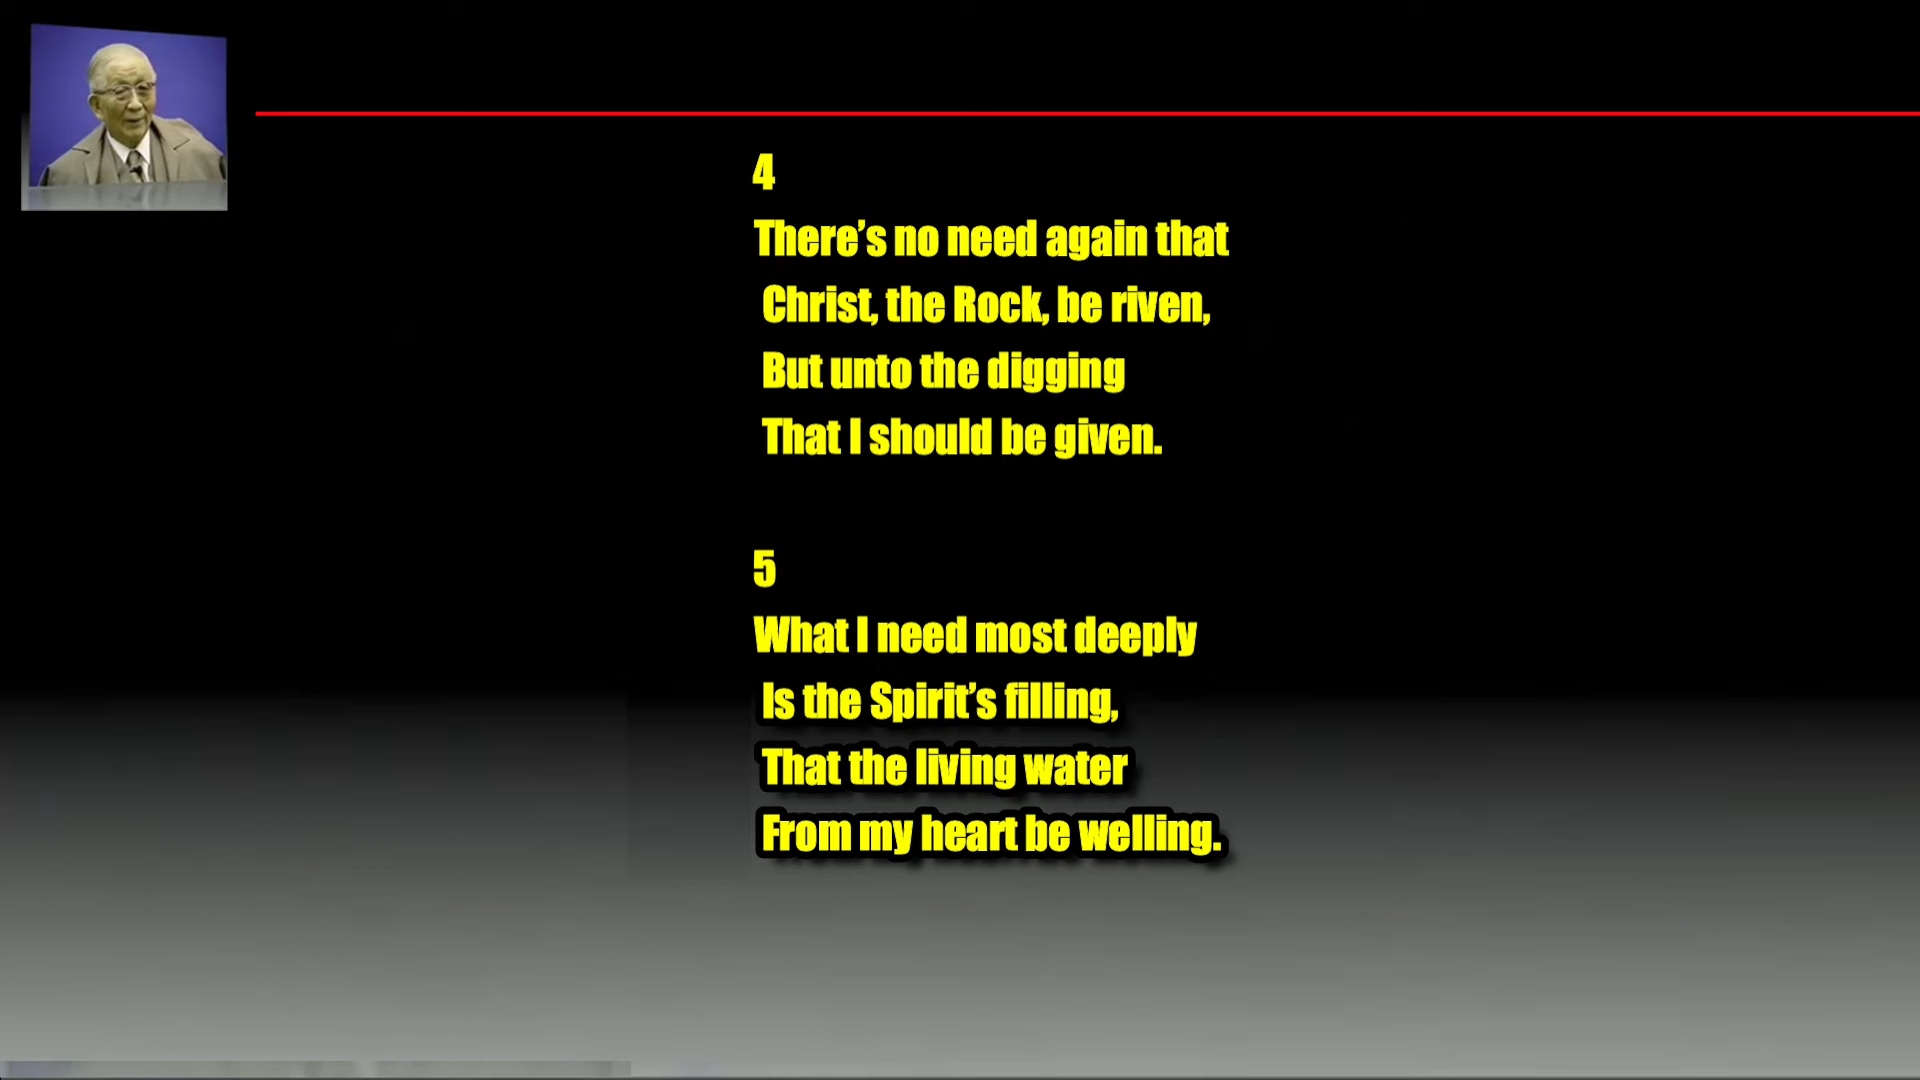 4
There’s no need again that
Christ, the Rock, be riven,
But unto the digging
That I should be given.
5
What I need most deeply
Is the Spirit’s filling,
That the living water
From my heart be welling.